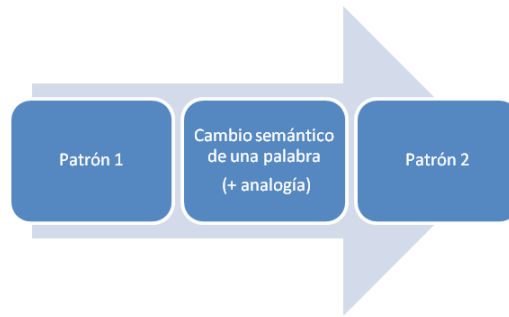 Patrón 1
Cambio semántico
de una palabra
(+ analogía)
Patrón 2